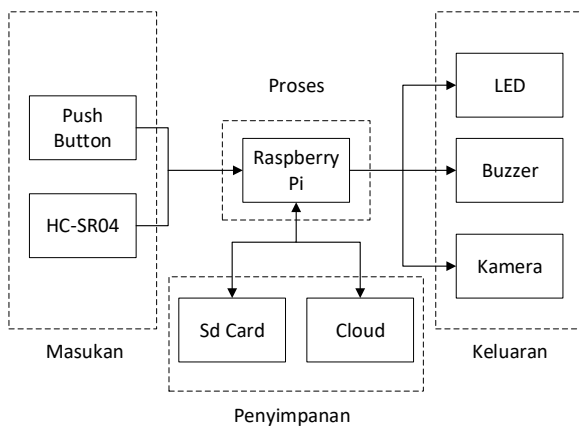 Push
Button
HC-SR04
Masukan
Proses
Raspberry
Pi
Sd Card
Cloud
Penyimpanan
LED
Buzzer
Kamera
Keluaran